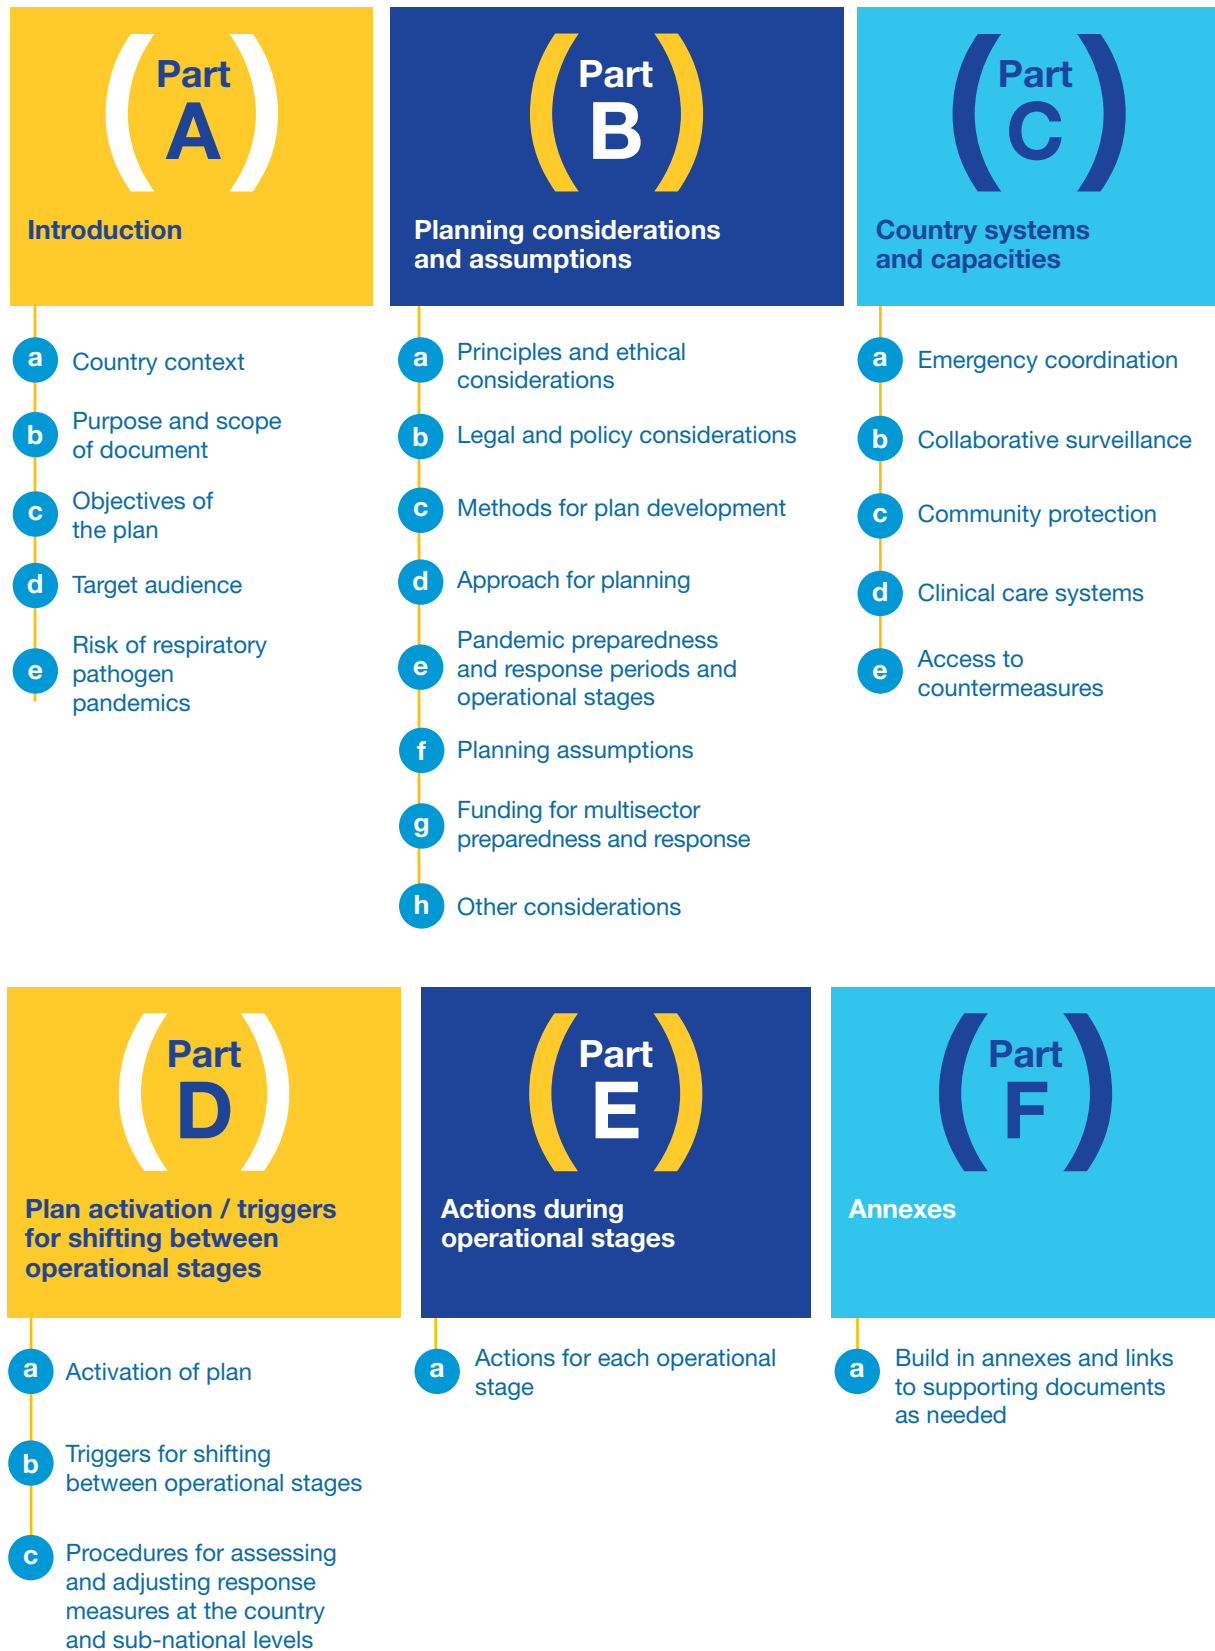 Part
A
Introduction
a
Country context
b
Purpose and scope
of document
c
Objectives of
the plan
d
Target audience
e
Risk of respiratory
pathogen
pandemics
Part
B
Planning considerations
and assumptions
a
Principles and ethical
considerations
b
Legal and policy considerations
c
Methods for plan development
d
Approach for planning
e
Pandemic preparedness
and response periods and
operational stages
f
Planning assumptions
g
Funding for multisector
preparedness and response
h
Other considerations
Part
C
Country systems
and capacities
a
Emergency coordination
b
Collaborative surveillance
c
Community protection
d
Clinical care systems
e
Access to
countermeasures
Part
D
Plan activation / triggers
for shifting between
operational stages
a
Activation of plan
b
Triggers for shifting
between operational stages
c
Procedures for assessing
and adjusting response
measures at the country
and sub-national levels
Part
E
Actions during
operational stages
a
Actions for each operational
stage
Part
F
Annexes
a
Build in annexes and links
to supporting documents
as needed